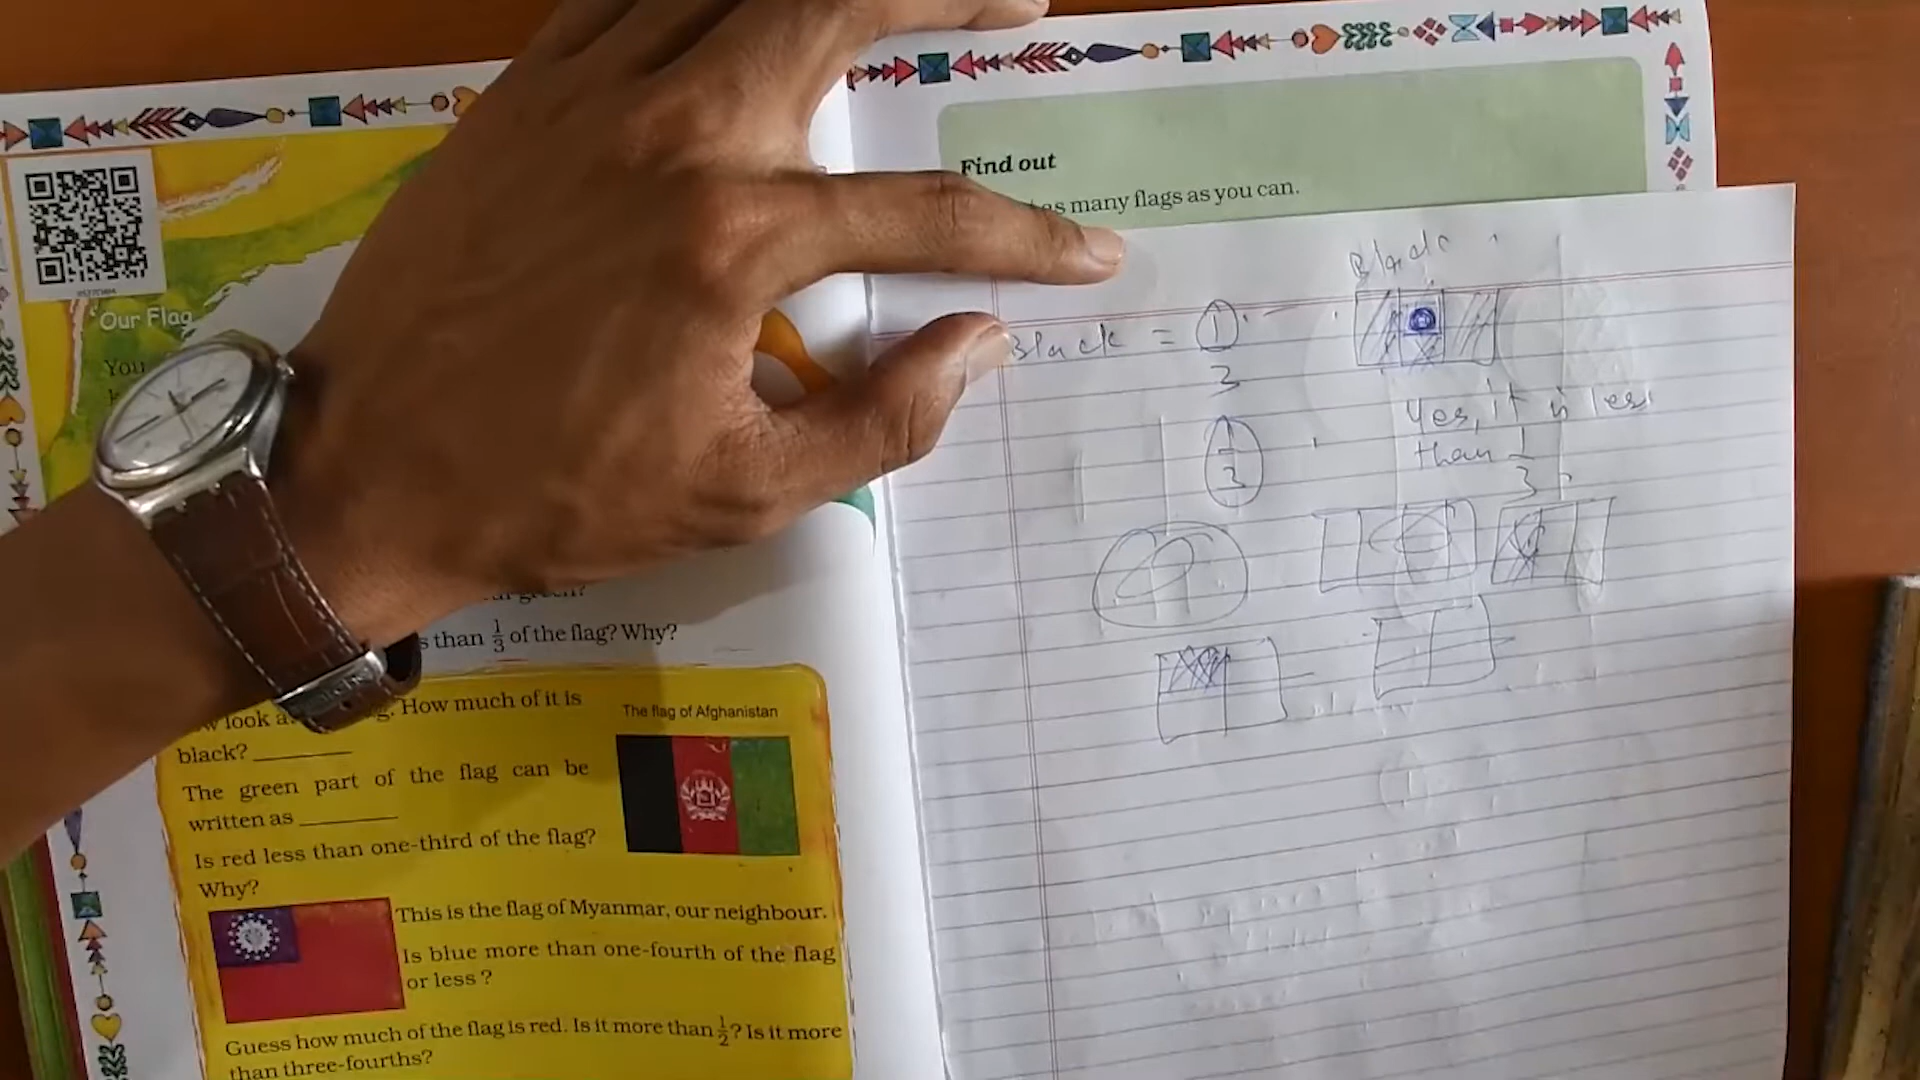 Our Flag
You
than 1/3 of the flag? Why?
look a
How much of it is
black? ________
The green part of the flag can be
written as ________
Is red less than one-third of the flag?
Why?
The flag of Afghanistan
This is the flag of Myanmar, our neighbour.
Is blue more than one-fourth of the flag
or less ?
Guess how much of the flag is red. Is it more than 1/2? Is it more
than three-fourths?
Find out
as many flags as you can.
Black
Black = 1
3
1/3
Yes, it is less
than 1/3